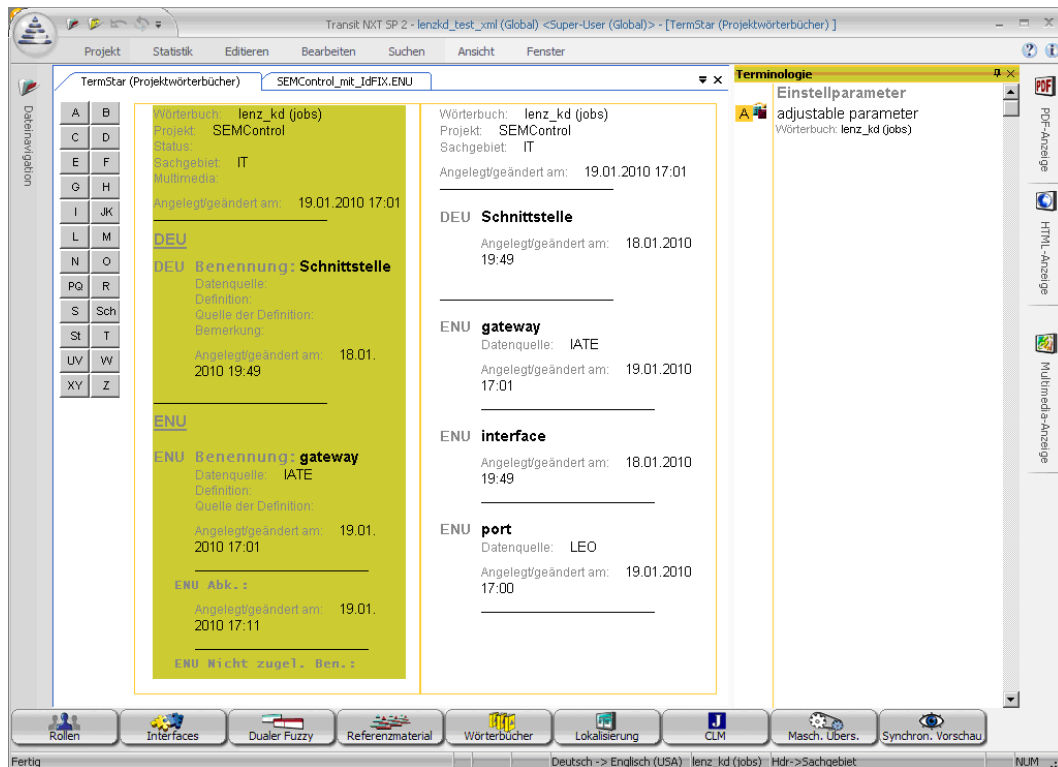 Transit NXT SP 2 - lenzkd_test_xml (Global) <Super-User (Global)> - [TermStar (Projektwörterbücher) ]
Projekt Statistik Editieren Bearbeiten Suchen Ansicht Fenster
Dateinavigation
TermStar (Projektwörterbücher) SEMControl_mit_IdFIX.ENU
A B
C D
E F
G H
I JK
L M
N O
PQ R
S Sch
St T
UV W
XY Z
Wörterbuch: lenz_kd (jobs)
Projekt: SEMControl
Status:
Sachgebiet: IT
Multimedia:
Angelegt/geändert am: 19.01.2010 17:01
DEU
DEU Benennung: Schnittstelle
Datenquelle:
Definition:
Quelle der Definition:
Bemerkung:
Angelegt/geändert am: 18.01.
2010 19:49
ENU
ENU Benennung: gateway
Datenquelle: IATE
Definition:
Quelle der Definition:
Angelegt/geändert am: 19.01.
2010 17:01
ENU Abk.:
Angelegt/geändert am: 19.01.
2010 17:11
ENU Nicht zugel. Ben.:
Wörterbuch: lenz_kd (jobs)
Projekt: SEMControl
Sachgebiet: IT
Angelegt/geändert am: 19.01.2010 17:01
DEU Schnittstelle
Angelegt/geändert am: 18.01.2010
19:49
ENU gateway
Datenquelle: IATE
Angelegt/geändert am: 19.01.2010
17:01
ENU interface
Angelegt/geändert am: 18.01.2010
19:49
ENU port
Datenquelle: LEO
Angelegt/geändert am: 19.01.2010
17:00
Terminologie
Einstellparameter
A adjustable parameter
Wörterbuch: lenz_kd (jobs)
PDF
PDF-Anzeige
HTML-Anzeige
Multimedia-Anzeige
Rollen Interfaces Dualer Fuzzy Referenzmaterial Wörterbücher Lokalisierung CLM Masch. Übers. Synchron. Vorschau
Fertig Deutsch -> Englisch (USA) lenz_kd (jobs) Hdr->Sachgebiet NUM